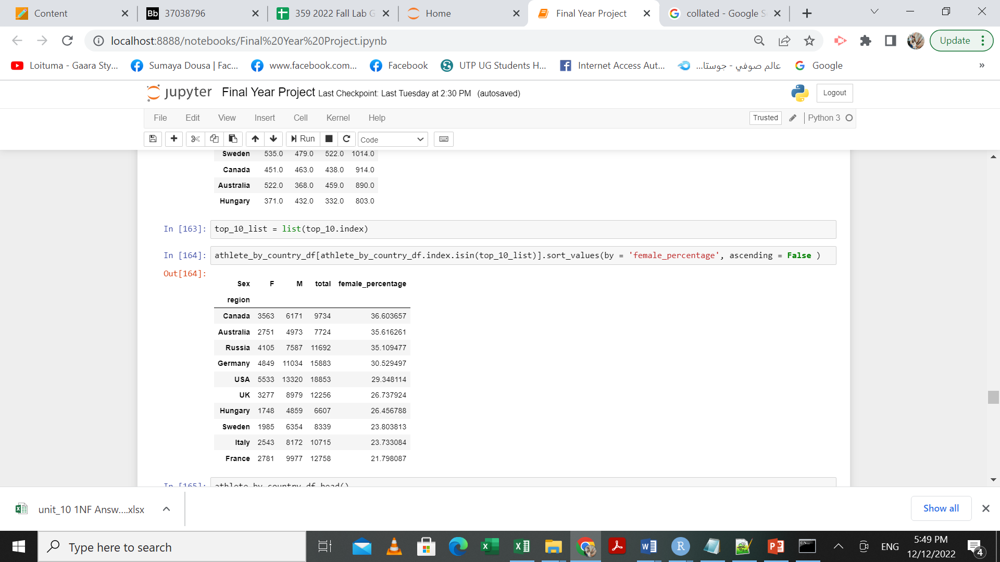 Content
37038796
359 2022 Fall Lab G
Home
Final Year Project
collated - Google S
localhost:8888/notebooks/Final%20Year%20Project.ipynb
Update
Loituma - Gaara Sty...
Sumaya Dousa | Fac...
www.facebook.com...
Facebook
UTP UG Students H...
Internet Access Aut...
عالم صوفي - جوستا...
Google
»
jupyter Final Year Project Last Checkpoint: Last Tuesday at 2:30 PM (autosaved)
Logout
File Edit View Insert Cell Kernel Help
Trusted
Python 3
Run
Code
Sweden 535.0 479.0 522.0 1014.0
Canada 451.0 463.0 438.0 914.0
Australia 522.0 368.0 459.0 890.0
Hungary 371.0 432.0 332.0 803.0
In [163]: top_10_list = list(top_10.index)
In [164]: athlete_by_country_df[athlete_by_country_df.index.isin(top_10_list)].sort_values(by = 'female_percentage', ascending = False )
Out[164]:
Sex F M total female_percentage
region
Canada 3563 6171 9734 36.603657
Australia 2751 4973 7724 35.616261
Russia 4105 7587 11692 35.109477
Germany 4849 11034 15883 30.529497
USA 5533 13320 18853 29.348114
UK 3277 8979 12256 26.737924
Hungary 1748 4859 6607 26.456788
Sweden 1985 6354 8339 23.803813
Italy 2543 8172 10715 23.733084
France 2781 9977 12758 21.798087
In [165]: athlete_by_country_df.head()
unit_10 1NF Answ....xlsx
Show all
Type here to search
ENG
5:49 PM
12/12/2022
4